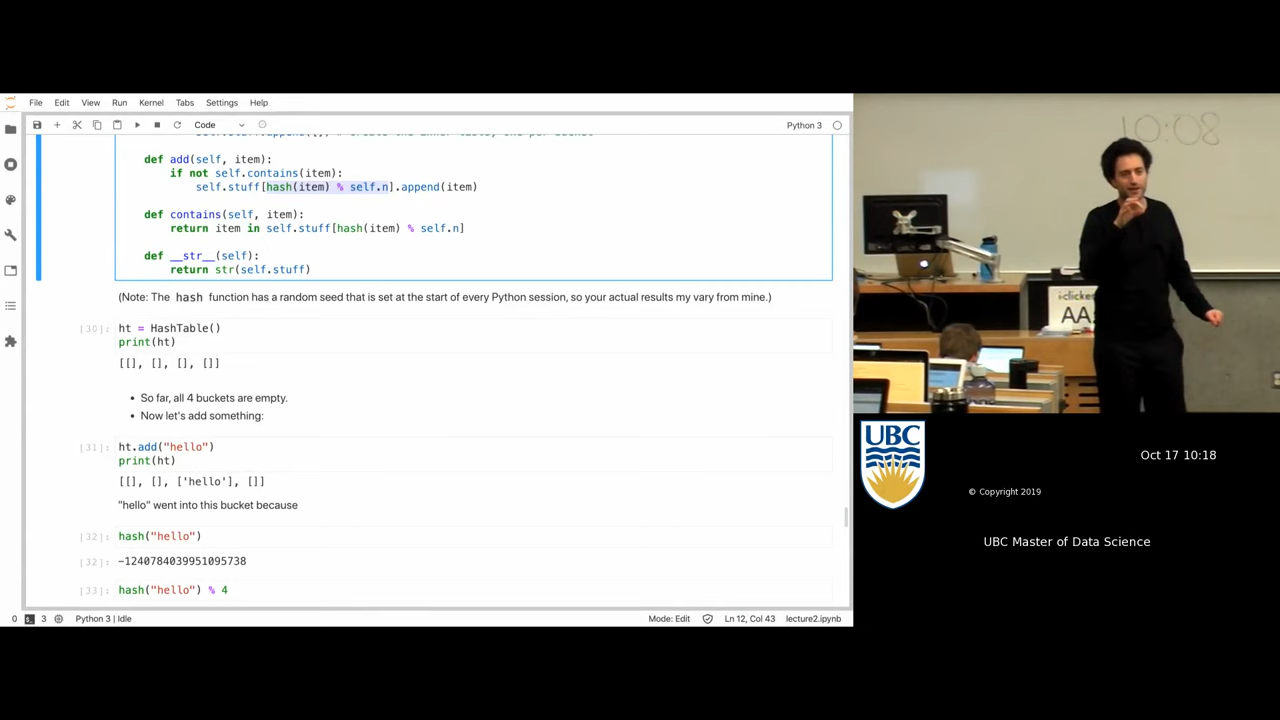 10:08
File Edit View Run Kernel Tabs Settings Help
Code
Python 3
def add(self, item):
if not self.contains(item):
self.stuff[hash(item) % self.n].append(item)
def contains(self, item):
return item in self.stuff[hash(item) % self.n]
def __str__(self):
return str(self.stuff)
(Note: The hash function has a random seed that is set at the start of every Python session, so your actual results my vary from mine.)
[30]: ht = HashTable()
print(ht)
[[], [], [], []]
• So far, all 4 buckets are empty.
• Now let's add something:
[31]: ht.add("hello")
print(ht)
[[], [], ['hello'], []]
"hello" went into this bucket because
[32]: hash("hello")
[32]: -1240784039951095738
[33]: hash("hello") % 4
0 3 Python 3 | Idle
Mode: Edit Ln 12, Col 43 lecture2.ipynb
iclicker
AA
UBC
Oct 17 10:18
© Copyright 2019
UBC Master of Data Science